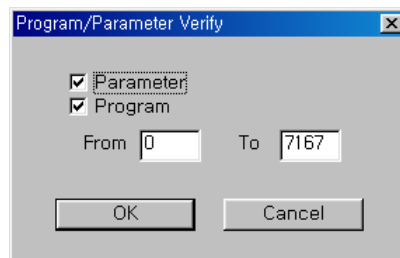 Program/Parameter Verify
Parameter
Program
From 0 To 7167
OK Cancel